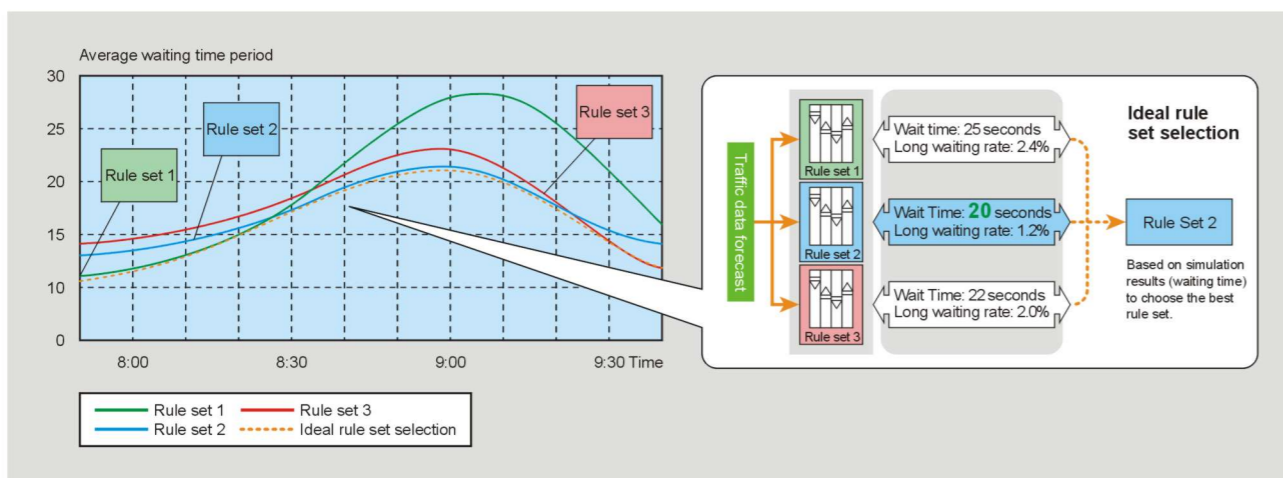 Average waiting time period
30
25
20
15
10
0
Rule set 1
Rule set 2
Rule set 3
8:00
8:30
9:00
9:30 Time
Rule set 1
Rule set 3
Rule set 2
Ideal rule set selection
Traffic data forecast
Rule set 1
Wait time: 25 seconds
Long waiting rate: 2.4%
Rule set 2
Wait Time: 20 seconds
Long waiting rate: 1.2%
Rule set 3
Wait Time: 22 seconds
Long waiting rate: 2.0%
Ideal rule
set selection
Rule Set 2
Based on simulation
results (waiting time)
to choose the best
rule set.